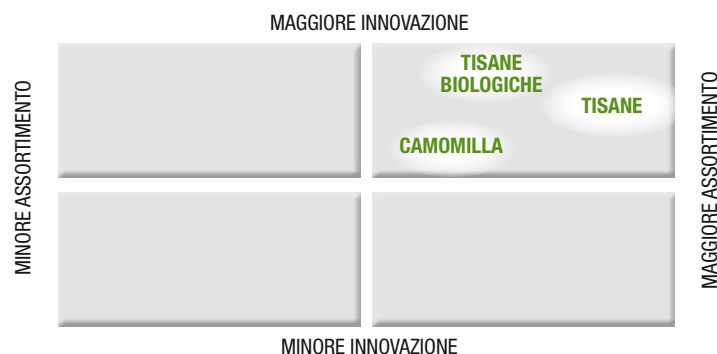 MAGGIORE INNOVAZIONE
MINORE ASSORTIMENTO
TISANE
BIOLOGICHE
TISANE
CAMOMILLA
MAGGIORE ASSORTIMENTO
MINORE INNOVAZIONE